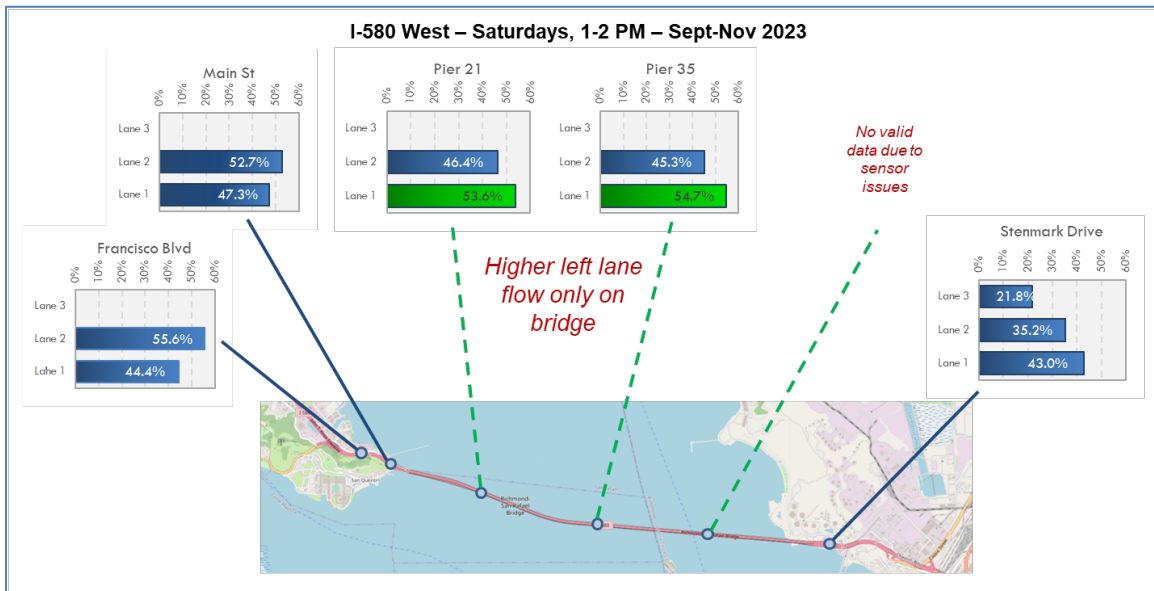 I-580 West – Saturdays, 1-2 PM – Sept-Nov 2023
Main St
0% 10% 20% 30% 40% 50% 60%
Lane 3
Lane 2 52.7%
Lane 1 47.3%
Pier 21
0% 10% 20% 30% 40% 50% 60%
Lane 3
Lane 2 46.4%
Lane 1 53.6%
Pier 35
0% 10% 20% 30% 40% 50% 60%
Lane 3
Lane 2 45.3%
Lane 1 54.7%
No valid
data due to
sensor
issues
Francisco Blvd
0% 10% 20% 30% 40% 50% 60%
Lane 3
Lane 2 55.6%
Lane 1 44.4%
Higher left lane
flow only on
bridge
Stenmark Drive
0% 10% 20% 30% 40% 50% 60%
Lane 3 21.8%
Lane 2 35.2%
Lane 1 43.0%
San Quentin
Richmond-
San Rafael
Bridge